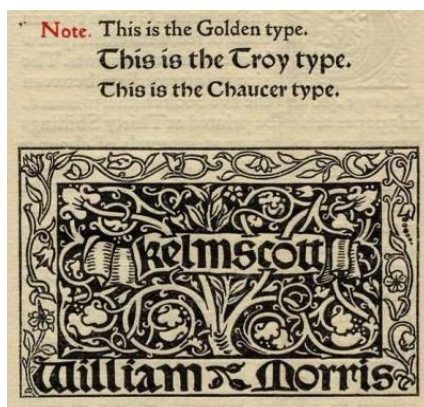 Note. This is the Golden type.
This is the Troy type.
This is the Chaucer type.
kelmscott
William Morris